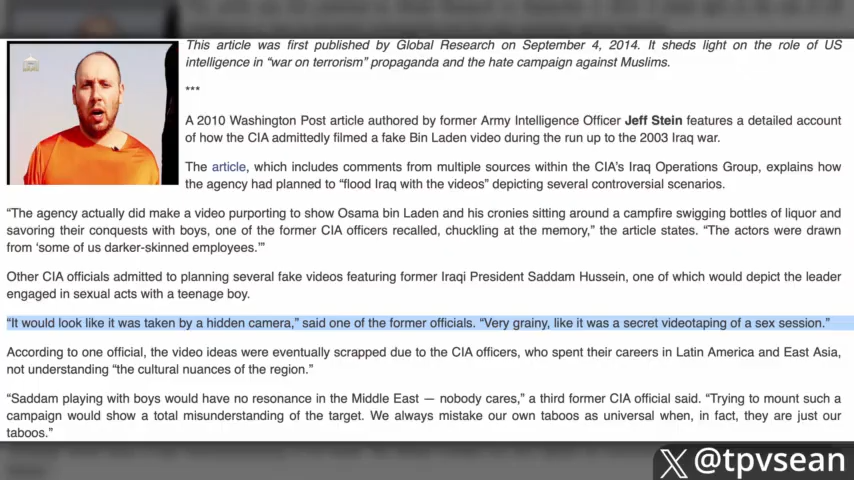 This article was first published by Global Research on September 4, 2014. It sheds light on the role of US
intelligence in “war on terrorism” propaganda and the hate campaign against Muslims.
***
A 2010 Washington Post article authored by former Army Intelligence Officer Jeff Stein features a detailed account
of how the CIA admittedly filmed a fake Bin Laden video during the run up to the 2003 Iraq war.
The article, which includes comments from multiple sources within the CIA’s Iraq Operations Group, explains how
the agency had planned to “flood Iraq with the videos” depicting several controversial scenarios.
“The agency actually did make a video purporting to show Osama bin Laden and his cronies sitting around a campfire swigging bottles of liquor and
savoring their conquests with boys, one of the former CIA officers recalled, chuckling at the memory,” the article states. “The actors were drawn
from ‘some of us darker-skinned employees.’”
Other CIA officials admitted to planning several fake videos featuring former Iraqi President Saddam Hussein, one of which would depict the leader
engaged in sexual acts with a teenage boy.
“It would look like it was taken by a hidden camera,” said one of the former officials. “Very grainy, like it was a secret videotaping of a sex session.”
According to one official, the video ideas were eventually scrapped due to the CIA officers, who spent their careers in Latin America and East Asia,
not understanding “the cultural nuances of the region.”
“Saddam playing with boys would have no resonance in the Middle East — nobody cares,” a third former CIA official said. “Trying to mount such a
campaign would show a total misunderstanding of the target. We always mistake our own taboos as universal when, in fact, they are just our
taboos.”
@tpvsean